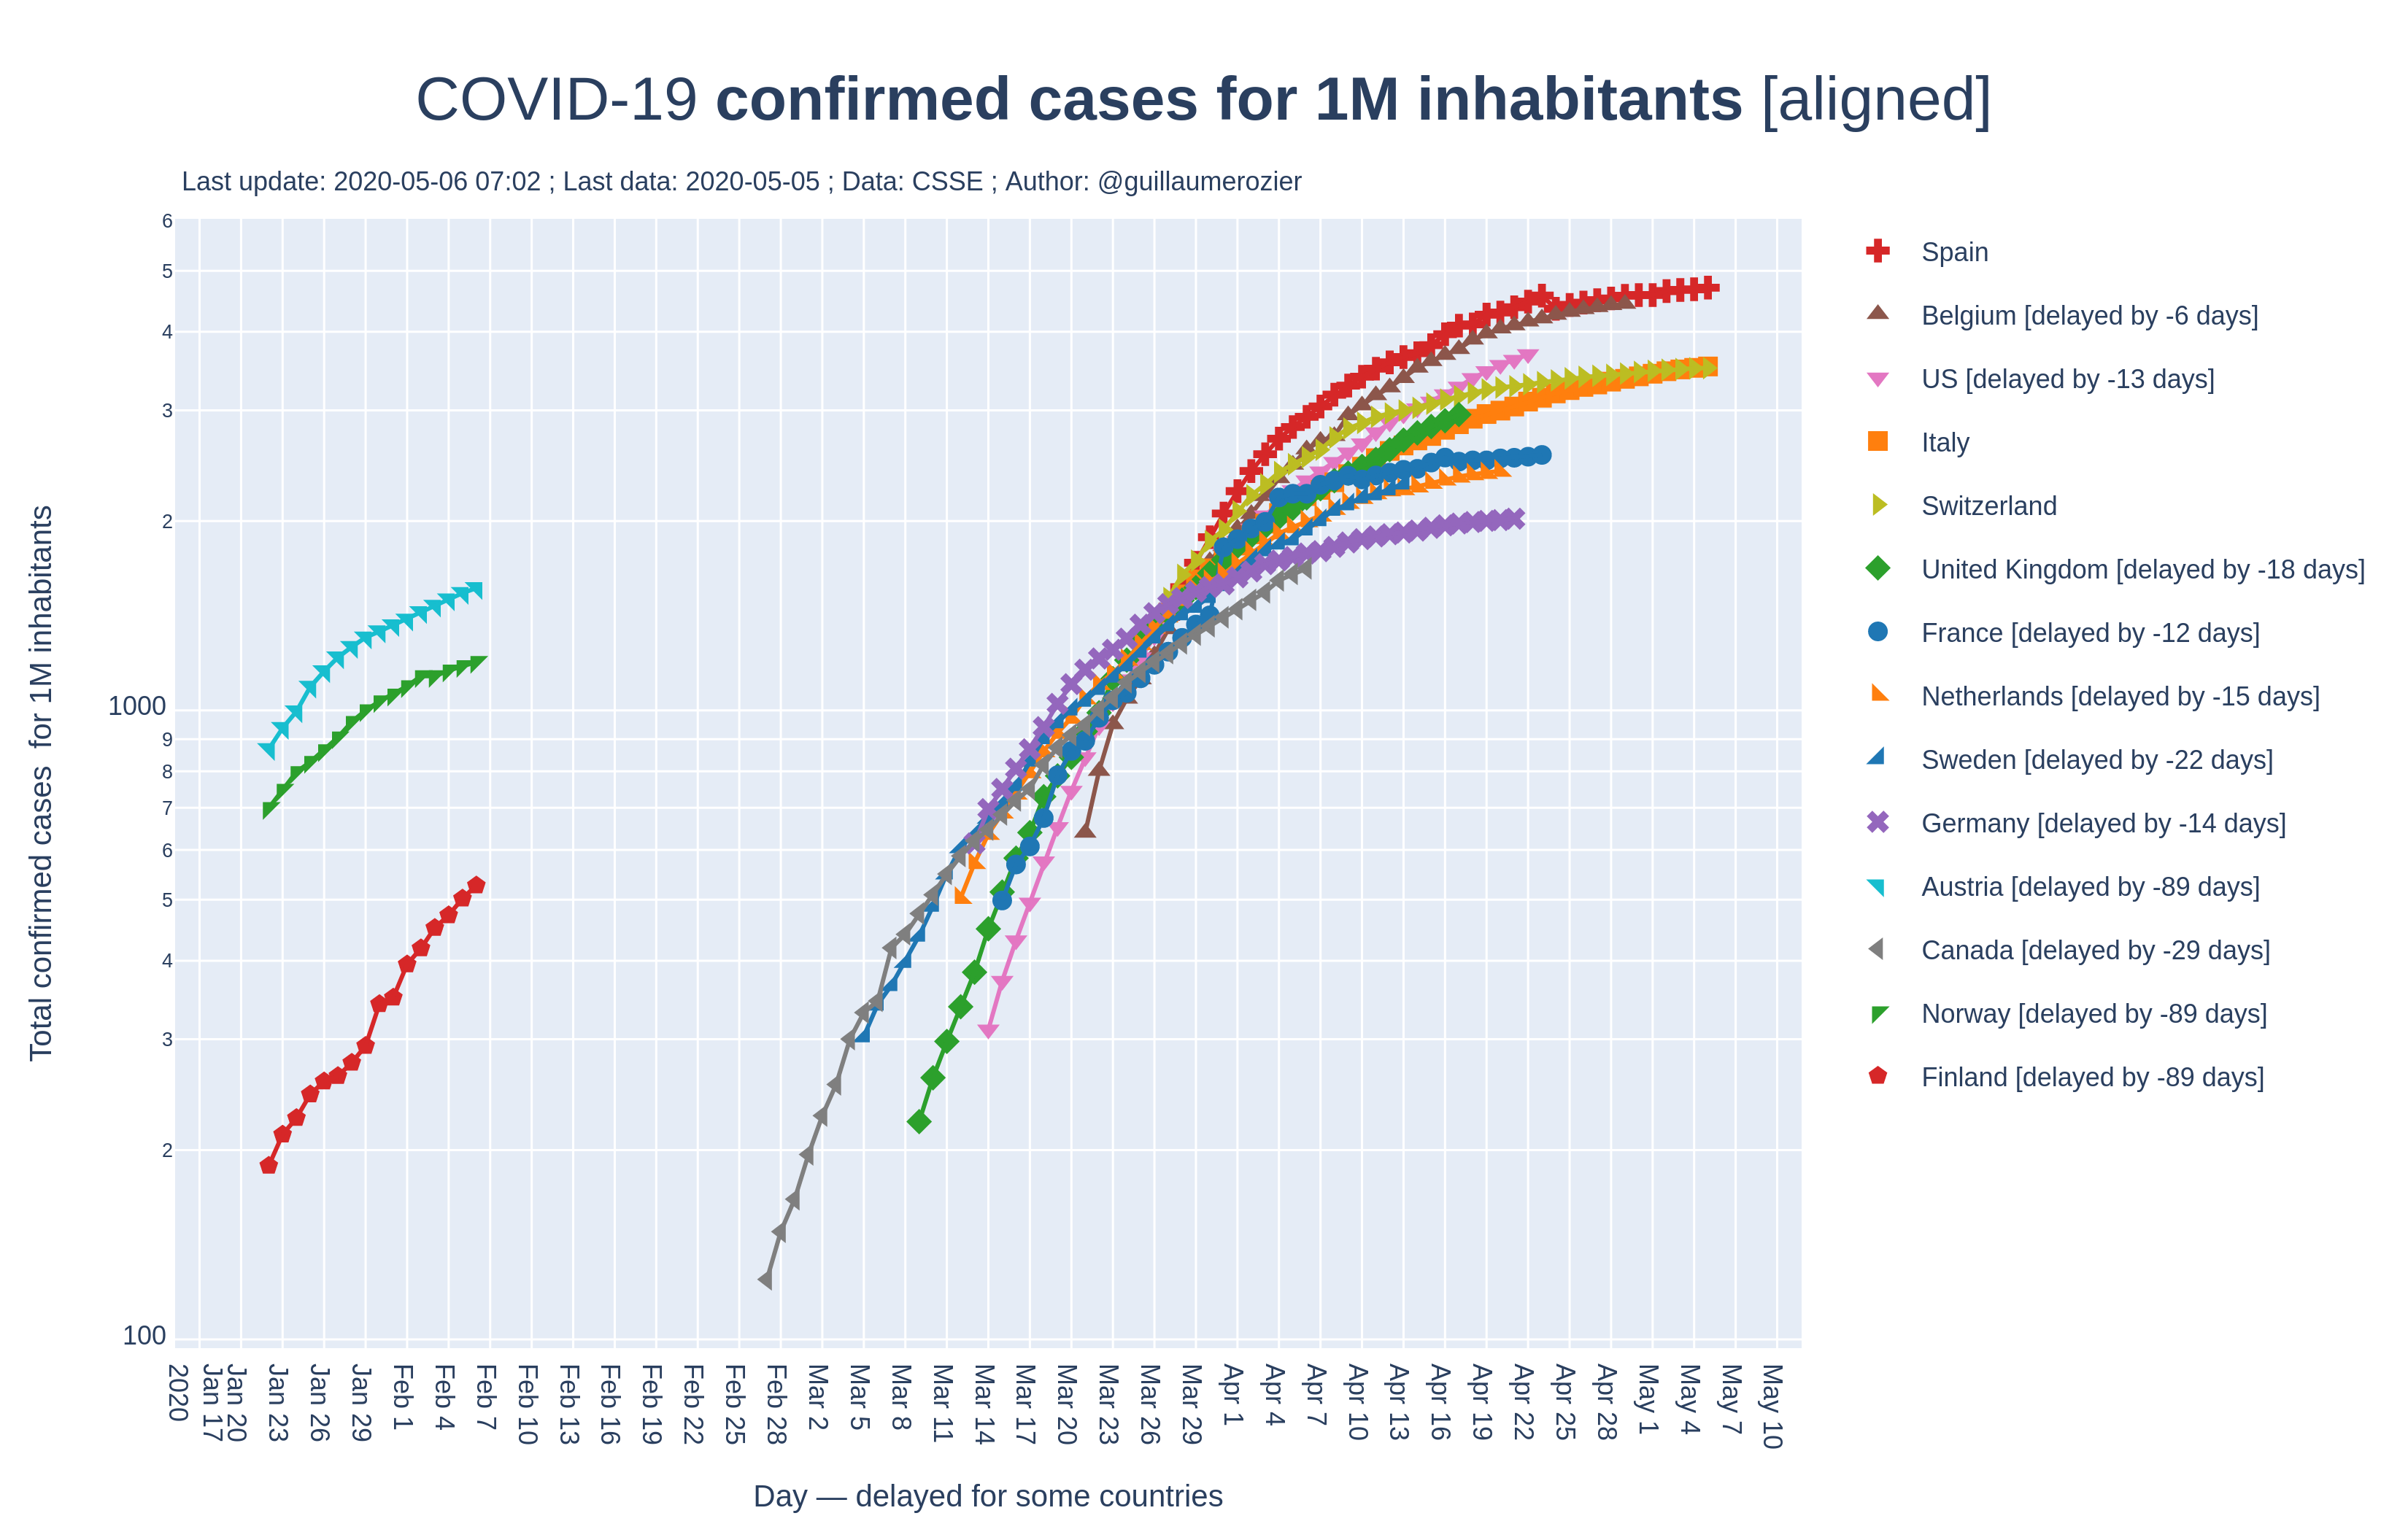 COVID-19 confirmed cases for 1M inhabitants [aligned]
Last update: 2020-05-06 07:02 ; Last data: 2020-05-05 ; Data: CSSE ; Author: @guillaumerozier
Total confirmed cases for 1M inhabitants
6
5
4
3
2
1000
9
8
7
6
5
4
3
2
100
Jan 17
2020
Jan 20
Jan 23
Jan 26
Jan 29
Feb 1
Feb 4
Feb 7
Feb 10
Feb 13
Feb 16
Feb 19
Feb 22
Feb 25
Feb 28
Mar 2
Mar 5
Mar 8
Mar 11
Mar 14
Mar 17
Mar 20
Mar 23
Mar 26
Mar 29
Apr 1
Apr 4
Apr 7
Apr 10
Apr 13
Apr 16
Apr 19
Apr 22
Apr 25
Apr 28
May 1
May 4
May 7
May 10
Day — delayed for some countries
Spain
Belgium [delayed by -6 days]
US [delayed by -13 days]
Italy
Switzerland
United Kingdom [delayed by -18 days]
France [delayed by -12 days]
Netherlands [delayed by -15 days]
Sweden [delayed by -22 days]
Germany [delayed by -14 days]
Austria [delayed by -89 days]
Canada [delayed by -29 days]
Norway [delayed by -89 days]
Finland [delayed by -89 days]